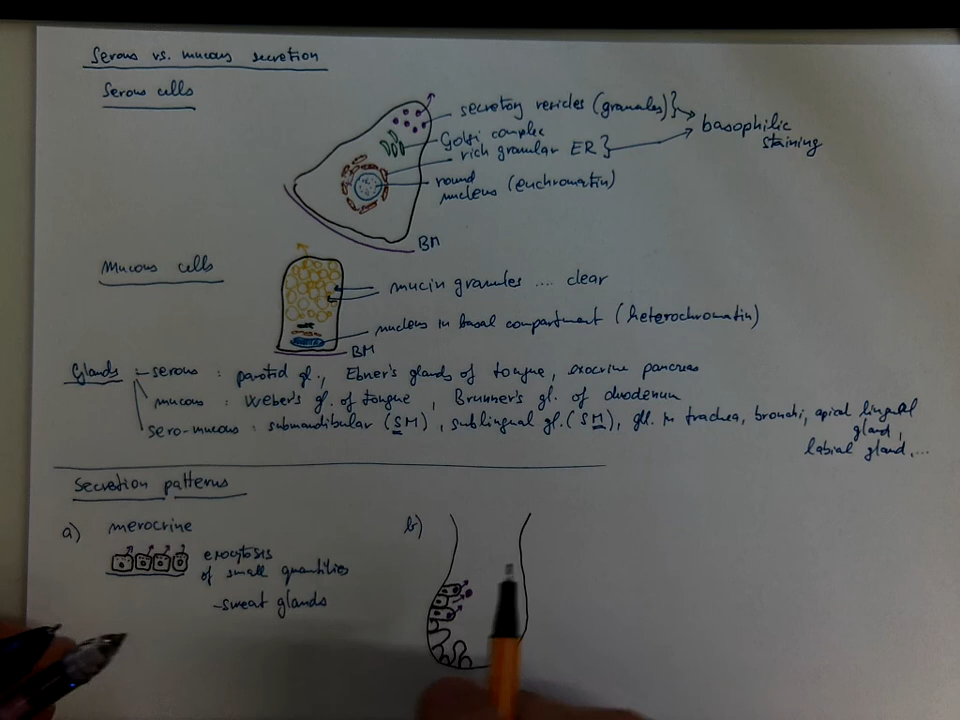 Serous vs. mucous secretion
Serous cells
secretory vesicles (granules)
Golgi complex
rich granular ER
basophilic
staining
round
nucleus (euchromatin)
BM
Mucous cells
mucin granules .... clear
nucleus in basal compartment (heterochromatin)
BM
Glands - serous : parotid gl., Ebner's glands of tongue, exocrine pancreas
mucous : Weber's gl. of tongue, Brunner's gl. of duodenum
sero-mucous : submandibular (SM), sublingual gl. (SM), gll. in trachea, bronchi, apical lingual
gland,
labial gland,...
Secretion patterns
a) merocrine
exocytosis
of small quantities
- sweat glands
b)